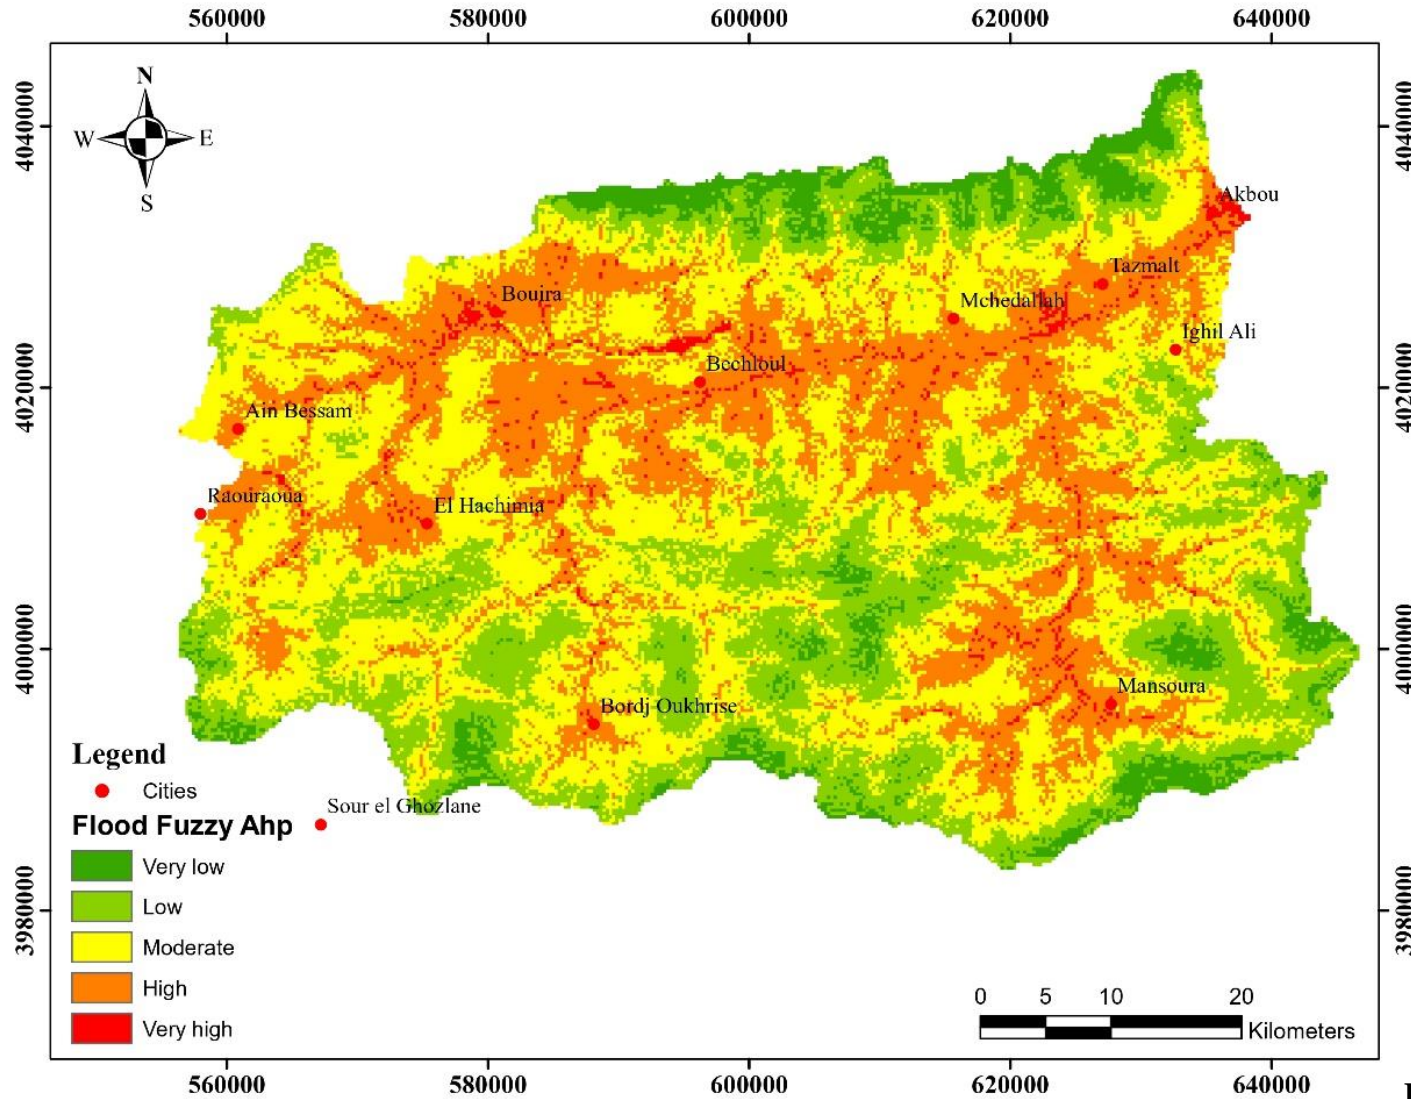 560000 580000 600000 620000 640000
N
W E
S
4040000 4040000
Akbou
Tazmalt
Bouira
Mchedallah
Ighil Ali
Bechloul
4020000 4020000
Ain Bessam
Raouraoua
El Hachimia
4000000 4000000
Mansoura
Bordj Oukhrise
Legend
Cities
Sour el Ghozlane
Flood Fuzzy Ahp
Very low
Low
3980000
Moderate
High
Very high
0 5 10 20
Kilometers
560000 580000 600000 620000 640000